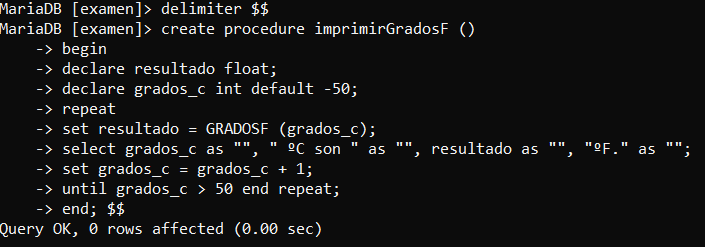 MariaDB [examen]> delimiter $$
MariaDB [examen]> create procedure imprimirGradosF ()
    -> begin
    -> declare resultado float;
    -> declare grados_c int default -50;
    -> repeat
    -> set resultado = GRADOSF (grados_c);
    -> select grados_c as "", " ºC son " as "", resultado as "", "ºF." as "";
    -> set grados_c = grados_c + 1;
    -> until grados_c > 50 end repeat;
    -> end; $$
Query OK, 0 rows affected (0.00 sec)